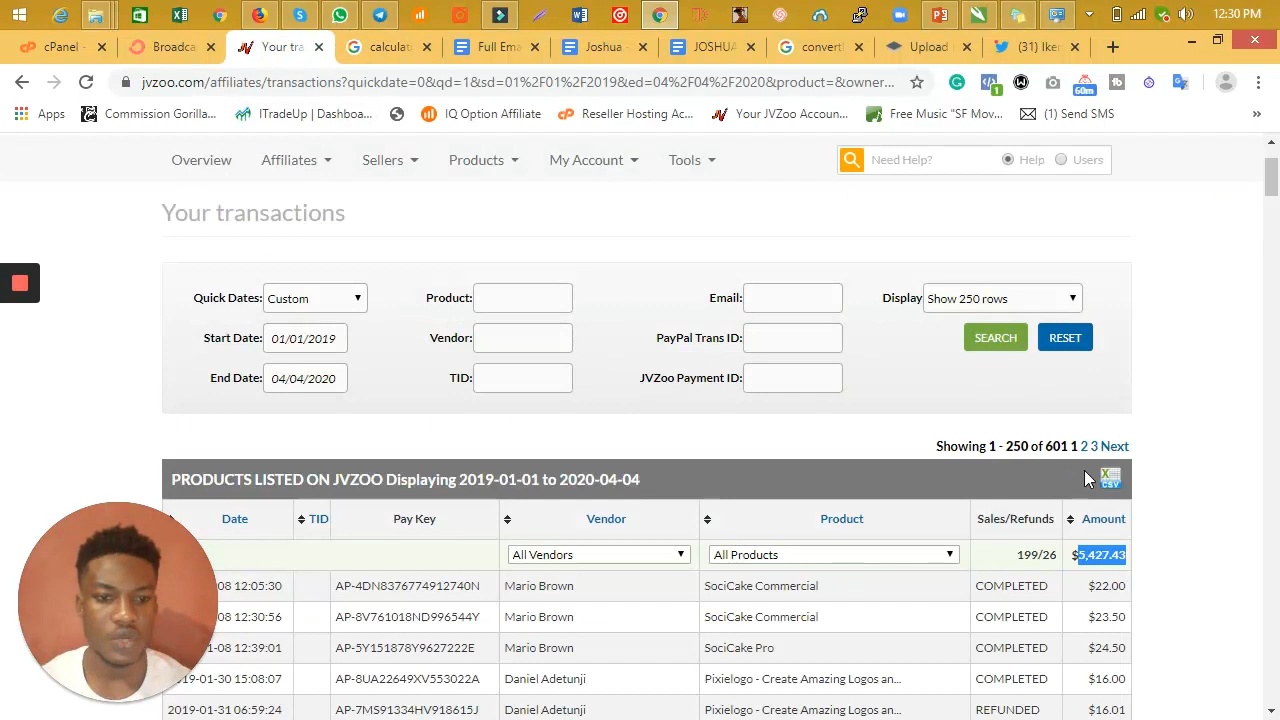 12:30 PM
cPanel -
Broadca
Your tra
calculat
Full Ema
Joshua -
JOSHUA
convertl
Upload
(31) Iker
jvzoo.com/affiliates/transactions?quickdate=0&qd=1&sd=01%2F01%2F2019&ed=04%2F04%2F2020&product=&owner...
60m
1
Apps
Commission Gorilla...
ITradeUp | Dashboa...
IQ Option Affiliate
Reseller Hosting Ac...
Your JVZoo Accoun...
Free Music "SF Mov...
(1) Send SMS
»
Overview
Affiliates
Sellers
Products
My Account
Tools
Need Help?
Help
Users
Your transactions
Quick Dates: Custom
Product:
Email:
Display Show 250 rows
Start Date: 01/01/2019
Vendor:
PayPal Trans ID:
SEARCH
RESET
End Date: 04/04/2020
TID:
JVZoo Payment ID:
Showing 1 - 250 of 601 1 2 3 Next
PRODUCTS LISTED ON JVZOO Displaying 2019-01-01 to 2020-04-04
CSV
Date TID Pay Key Vendor Product Sales/Refunds Amount
All Vendors All Products 199/26 $5,427.43
08 12:05:30 AP-4DN8376774912740N Mario Brown SociCake Commercial COMPLETED $22.00
08 12:30:56 AP-8V761018ND996544Y Mario Brown SociCake Commercial COMPLETED $23.50
1-08 12:39:01 AP-5Y151878Y9627222E Mario Brown SociCake Pro COMPLETED $24.50
019-01-30 15:08:07 AP-8UA22649XV553022A Daniel Adetunji Pixielogo - Create Amazing Logos an... COMPLETED $16.00
2019-01-31 06:59:24 AP-7MS91334HV918615J Daniel Adetunji Pixielogo - Create Amazing Logos an... REFUNDED $16.01